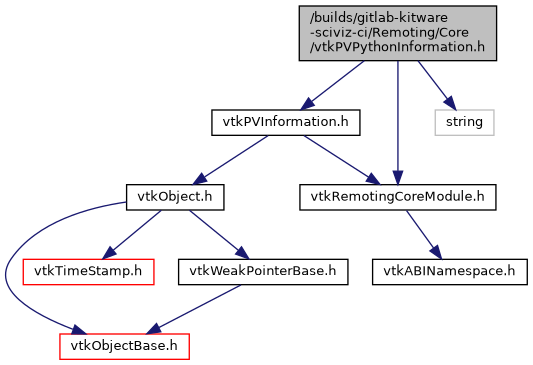 /builds/gitlab-kitware
-sciviz-ci/Remoting/Core
/vtkPVPythonInformation.h
vtkPVInformation.h
string
vtkObject.h
vtkRemotingCoreModule.h
vtkTimeStamp.h
vtkWeakPointerBase.h
vtkABINamespace.h
vtkObjectBase.h